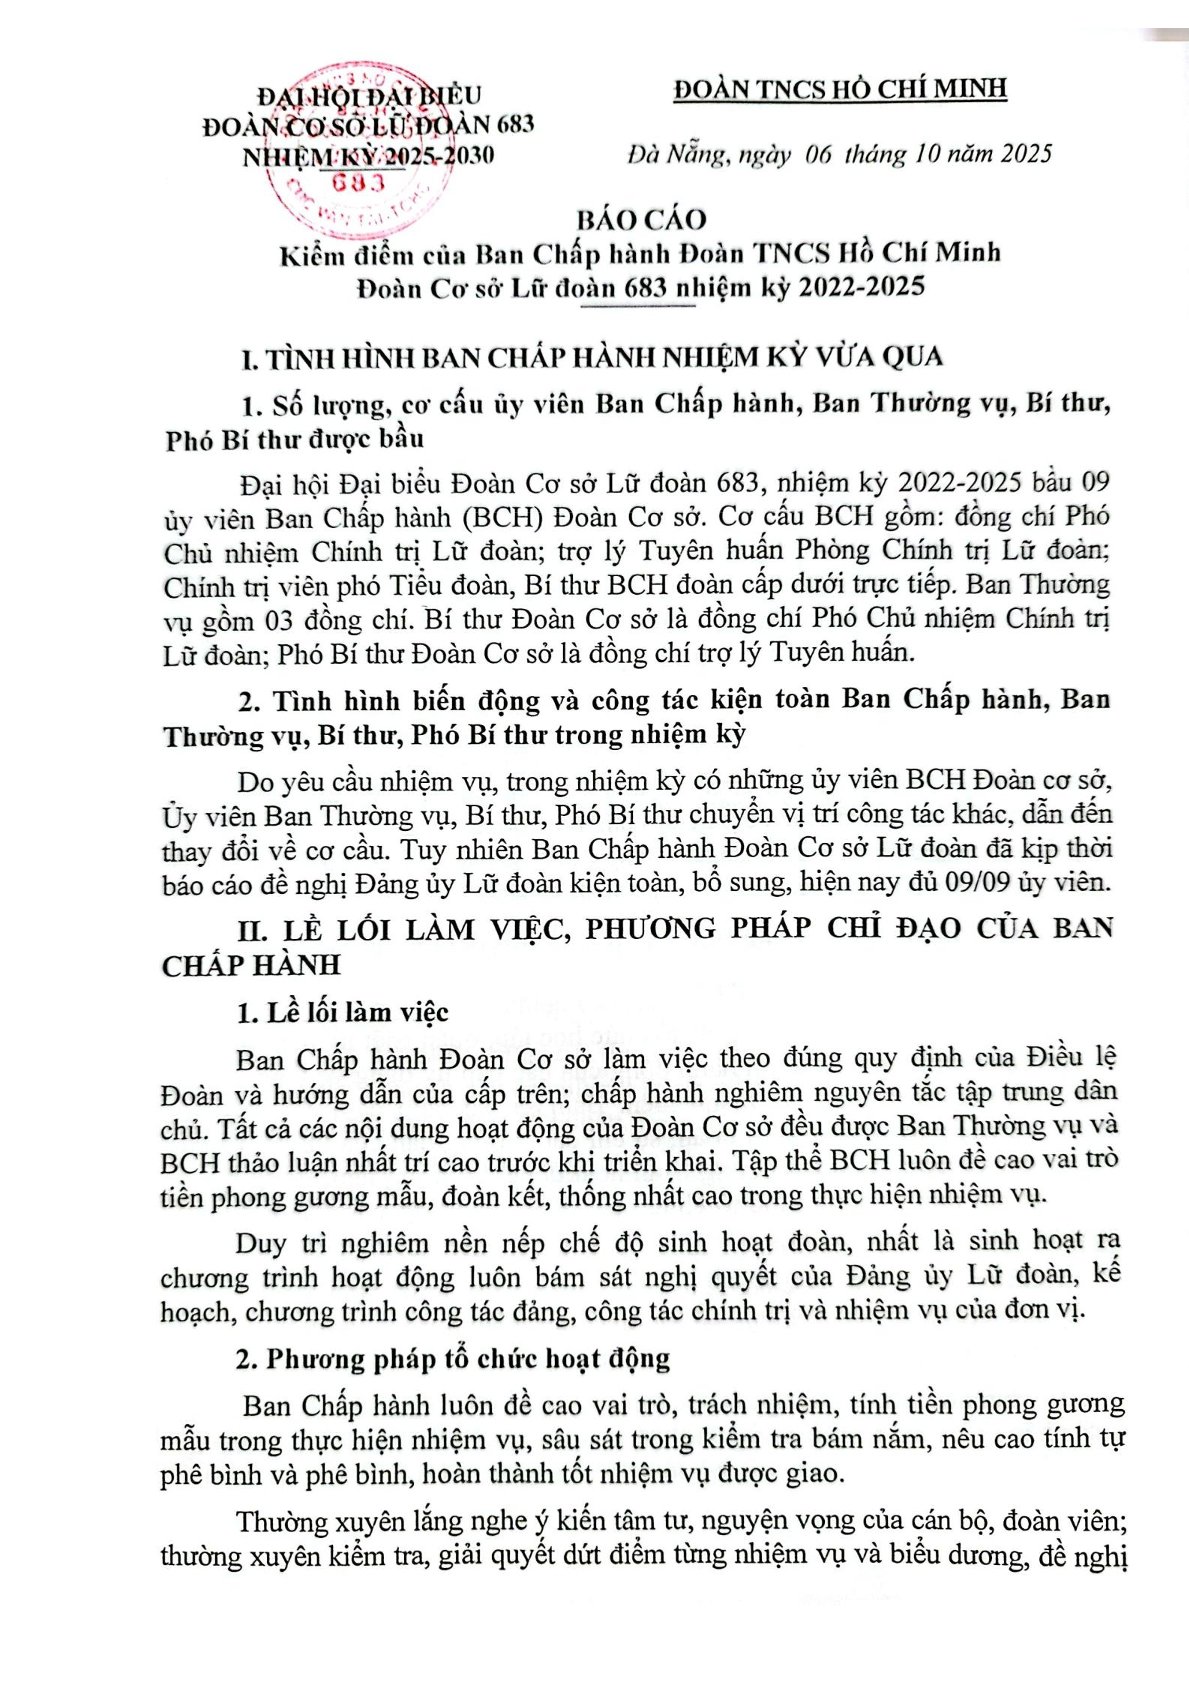 ĐẠI HỘI ĐẠI BIỂU
ĐOÀN CƠ SỞ LỮ ĐOÀN 683
NHIỆM KỲ 2025-2030
683
ĐOÀN TNCS HỒ CHÍ MINH
Đà Nẵng, ngày 06 tháng 10 năm 2025
BÁO CÁO
Kiểm điểm của Ban Chấp hành Đoàn TNCS Hồ Chí Minh
Đoàn Cơ sở Lữ đoàn 683 nhiệm kỳ 2022-2025
I. TÌNH HÌNH BAN CHẤP HÀNH NHIỆM KỲ VỪA QUA
1. Số lượng, cơ cấu ủy viên Ban Chấp hành, Ban Thường vụ, Bí thư,
Phó Bí thư được bầu
Đại hội Đại biểu Đoàn Cơ sở Lữ đoàn 683, nhiệm kỳ 2022-2025 bầu 09
ủy viên Ban Chấp hành (BCH) Đoàn Cơ sở. Cơ cấu BCH gồm: đồng chí Phó
Chủ nhiệm Chính trị Lữ đoàn; trợ lý Tuyên huấn Phòng Chính trị Lữ đoàn;
Chính trị viên phó Tiểu đoàn, Bí thư BCH đoàn cấp dưới trực tiếp. Ban Thường
vụ gồm 03 đồng chí. Bí thư Đoàn Cơ sở là đồng chí Phó Chủ nhiệm Chính trị
Lữ đoàn; Phó Bí thư Đoàn Cơ sở là đồng chí trợ lý Tuyên huấn.
2. Tình hình biến động và công tác kiện toàn Ban Chấp hành, Ban
Thường vụ, Bí thư, Phó Bí thư trong nhiệm kỳ
Do yêu cầu nhiệm vụ, trong nhiệm kỳ có những ủy viên BCH Đoàn cơ sở,
Ủy viên Ban Thường vụ, Bí thư, Phó Bí thư chuyển vị trí công tác khác, dẫn đến
thay đổi về cơ cấu. Tuy nhiên Ban Chấp hành Đoàn Cơ sở Lữ đoàn đã kịp thời
báo cáo đề nghị Đảng ủy Lữ đoàn kiện toàn, bổ sung, hiện nay đủ 09/09 ủy viên.
II. LỀ LỐI LÀM VIỆC, PHƯƠNG PHÁP CHỈ ĐẠO CỦA BAN
CHẤP HÀNH
1. Lề lối làm việc
Ban Chấp hành Đoàn Cơ sở làm việc theo đúng quy định của Điều lệ
Đoàn và hướng dẫn của cấp trên; chấp hành nghiêm nguyên tắc tập trung dân
chủ. Tất cả các nội dung hoạt động của Đoàn Cơ sở đều được Ban Thường vụ và
BCH thảo luận nhất trí cao trước khi triển khai. Tập thể BCH luôn đề cao vai trò
tiền phong gương mẫu, đoàn kết, thống nhất cao trong thực hiện nhiệm vụ.
Duy trì nghiêm nền nếp chế độ sinh hoạt đoàn, nhất là sinh hoạt ra
chương trình hoạt động luôn bám sát nghị quyết của Đảng ủy Lữ đoàn, kế
hoạch, chương trình công tác đảng, công tác chính trị và nhiệm vụ của đơn vị.
2. Phương pháp tổ chức hoạt động
Ban Chấp hành luôn đề cao vai trò, trách nhiệm, tính tiền phong gương
mẫu trong thực hiện nhiệm vụ, sâu sát trong kiểm tra bám nắm, nêu cao tính tự
phê bình và phê bình, hoàn thành tốt nhiệm vụ được giao.
Thường xuyên lắng nghe ý kiến tâm tư, nguyện vọng của cán bộ, đoàn viên;
thường xuyên kiểm tra, giải quyết dứt điểm từng nhiệm vụ và biểu dương, đề nghị